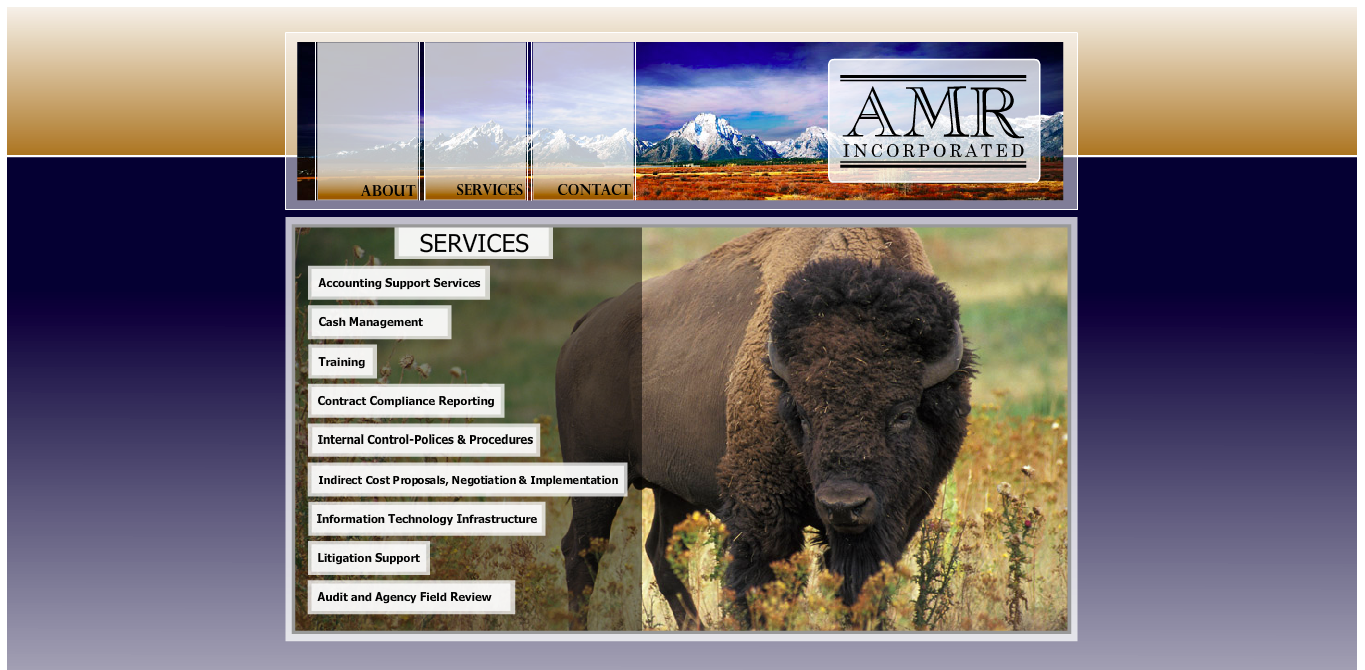 ABOUT
SERVICES
CONTACT
AMR
INCORPORATED
SERVICES
Accounting Support Services
Cash Management
Training
Contract Compliance Reporting
Internal Control-Polices & Procedures
Indirect Cost Proposals, Negotiation & Implementation
Information Technology Infrastructure
Litigation Support
Audit and Agency Field Review